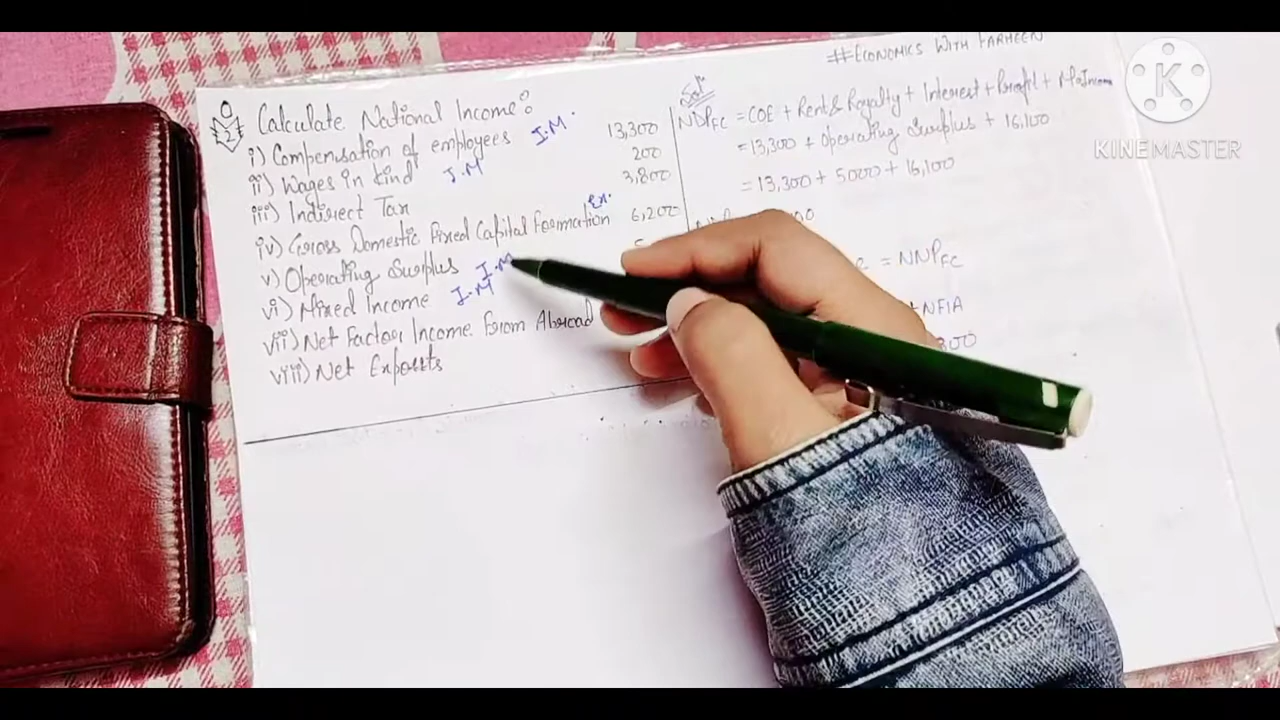 #ECONOMICS WITH FARHEEN
K
KINEMASTER
Calculate National Income:
i) Compensation of employees I.M. 13,300
ii) Wages in kind I.M 200
iii) Indirect Tax 3,800
iv) Gross Domestic Fixed Capital Formation Ex. 6,200
v) Operating Surplus I.M 5
vi) Mixed Income I.M
vii) Net Factor Income From Abroad
viii) Net Exports
Sol:
NDPFC = COE + Rent & Royalty + Interest + Profit + M. Income
= 13,300 + Operating Surplus + 16,100
= 13,300 + 5000 + 16,100
= NNPFC
+ NFIA